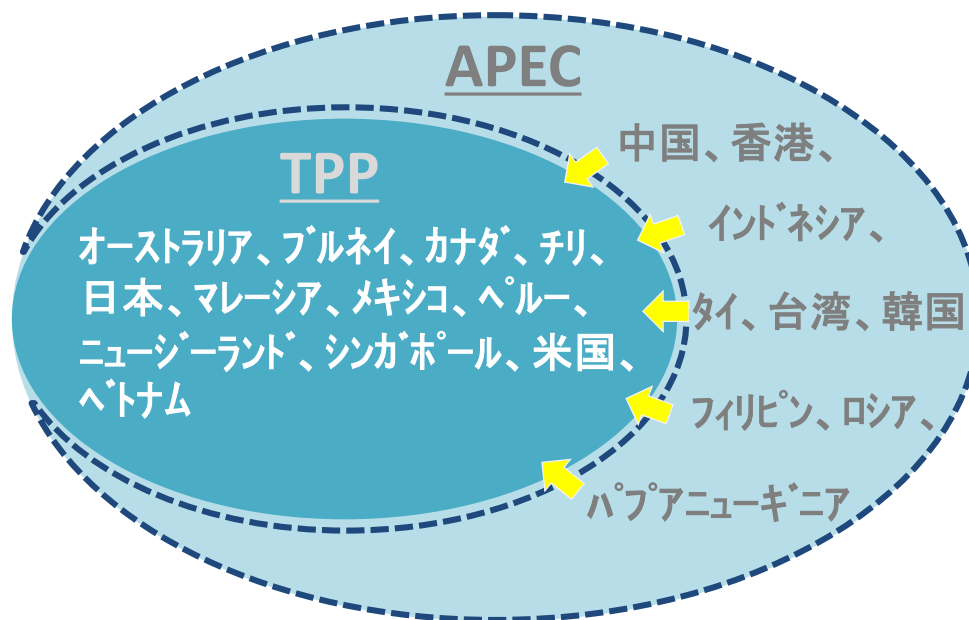 APEC
中国、香港、
TPP
インドネシア、
オーストラリア、ブルネイ、カナダ、チリ、
日本、マレーシア、メキシコ、ペルー、
タイ、台湾、韓国
ニュージーランド、シンガポール、米国、
ベトナム
フィリピン、ロシア、
パプアニューギニア